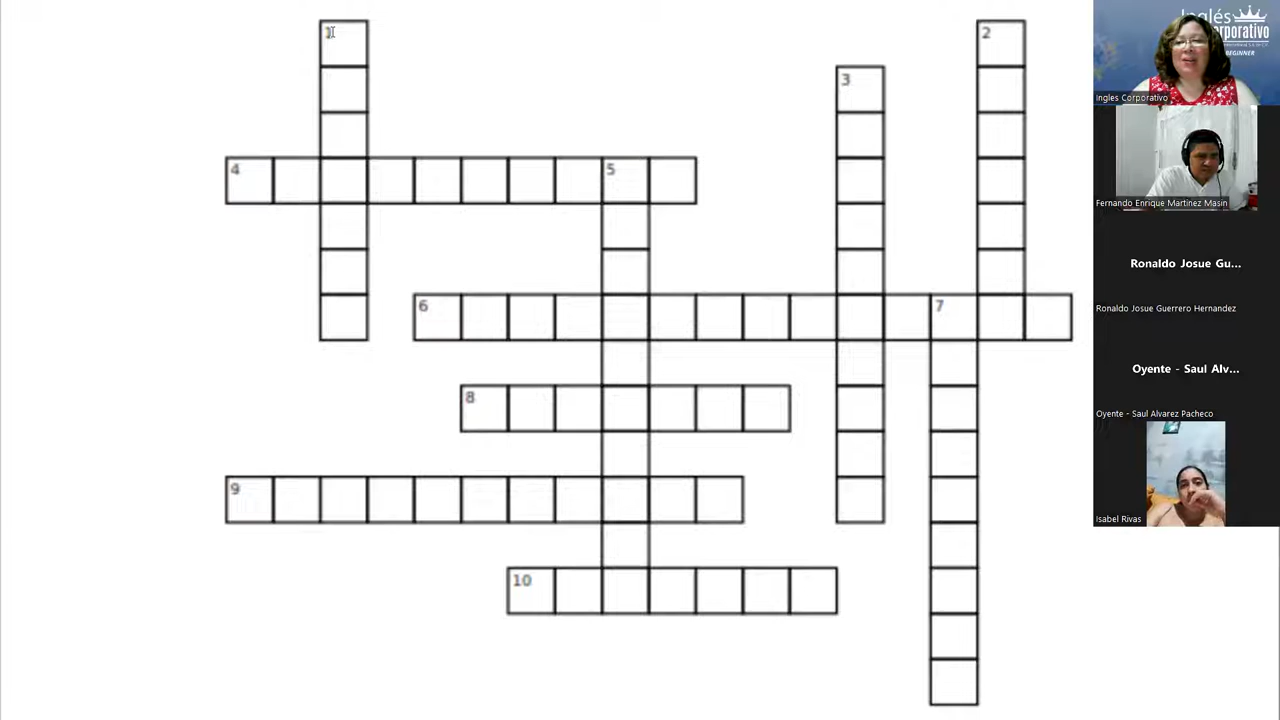 1
2
3
4
5
6
7
8
9
10
Inglés
Corporativo
BEGINNER
Ingles Corporativo
Fernando Enrique Martinez Masin
Ronaldo Josue Gu...
Ronaldo Josue Guerrero Hernandez
Oyente - Saul Alv...
Oyente - Saul Alvarez Pacheco
Isabel Rivas